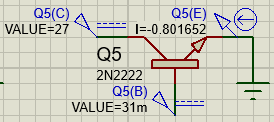 Q5(C)
Q5(E)
VALUE=27
I=-0.801652
Q5
2N2222
Q5(B)
VALUE=31m